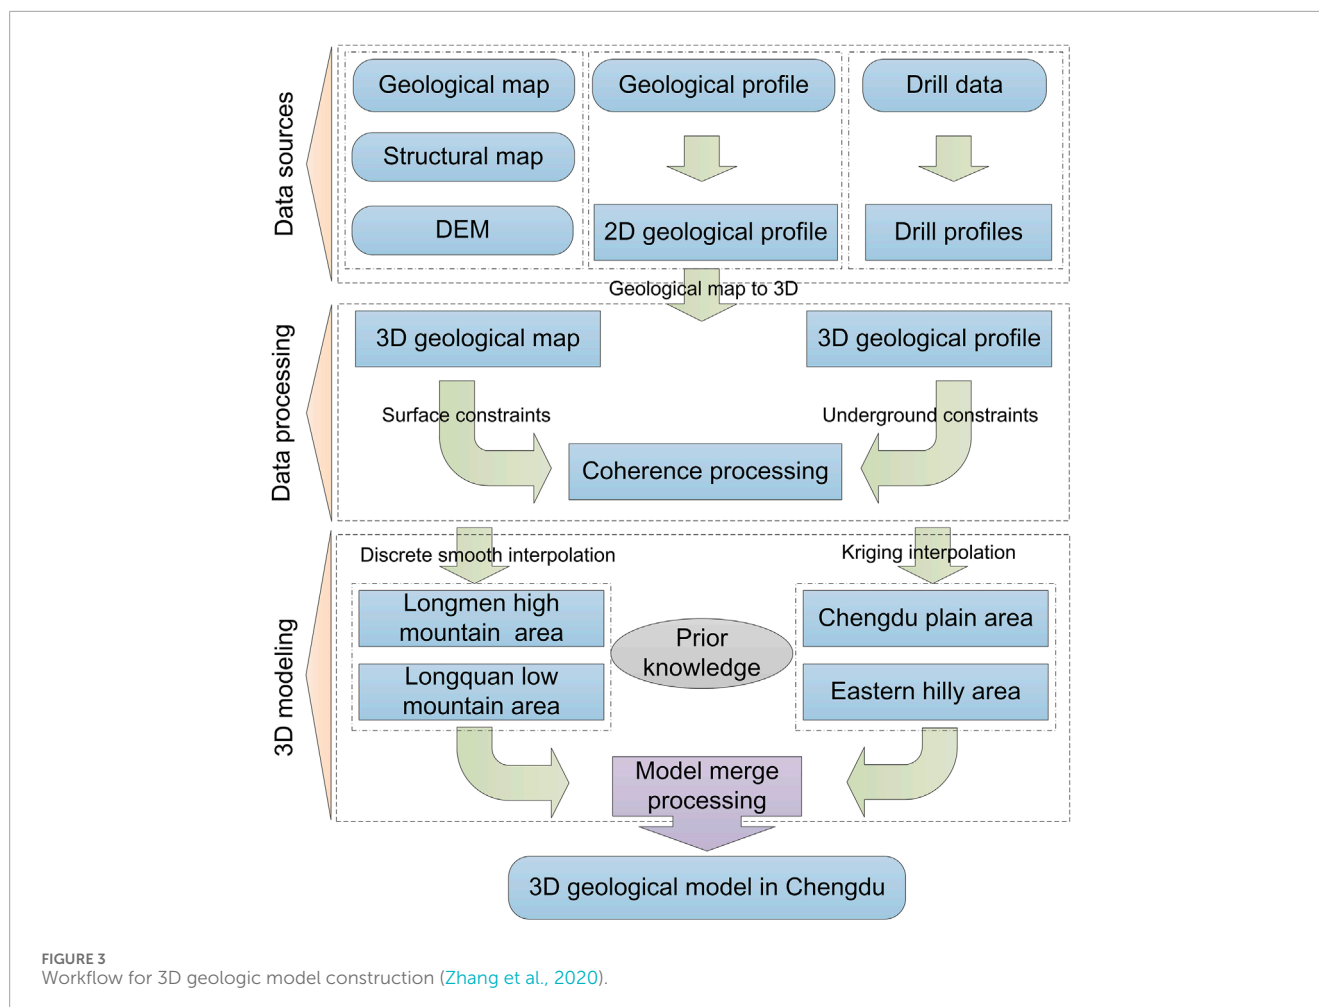 Data sources
Geological map
Structural map
DEM
Geological profile
2D geological profile
Drill data
Drill profiles
Geological map to 3D
Data processing
3D geological map
3D geological profile
Surface constraints
Underground constraints
Coherence processing
3D modeling
Discrete smooth interpolation
Kriging interpolation
Longmen high
mountain area
Longquan low
mountain area
Prior
knowledge
Chengdu plain area
Eastern hilly area
Model merge
processing
3D geological model in Chengdu
FIGURE 3
Workflow for 3D geologic model construction (Zhang et al., 2020).